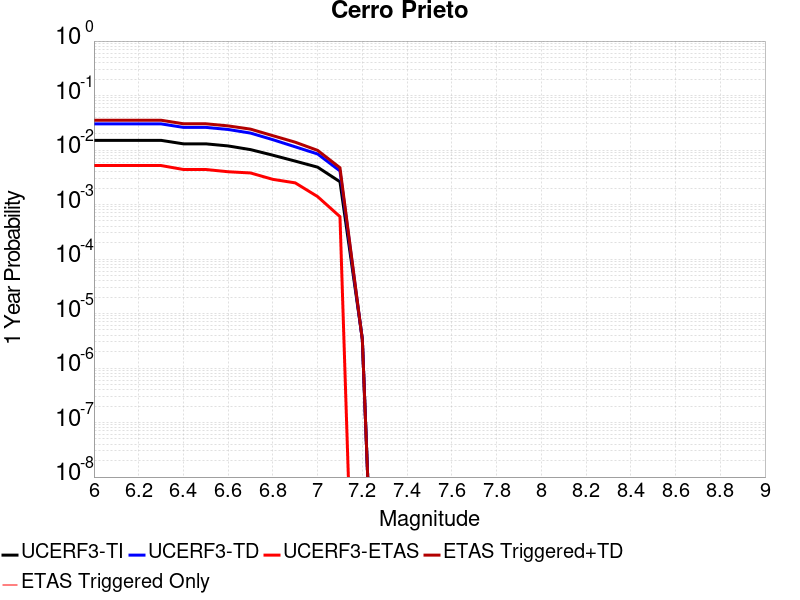 Cerro Prieto
10^0
10^-1
10^-2
10^-3
10^-4
10^-5
10^-6
10^-7
10^-8
1 Year Probability
6 6.2 6.4 6.6 6.8 7 7.2 7.4 7.6 7.8 8 8.2 8.4 8.6 8.8 9
Magnitude
UCERF3-TI UCERF3-TD UCERF3-ETAS ETAS Triggered+TD
ETAS Triggered Only